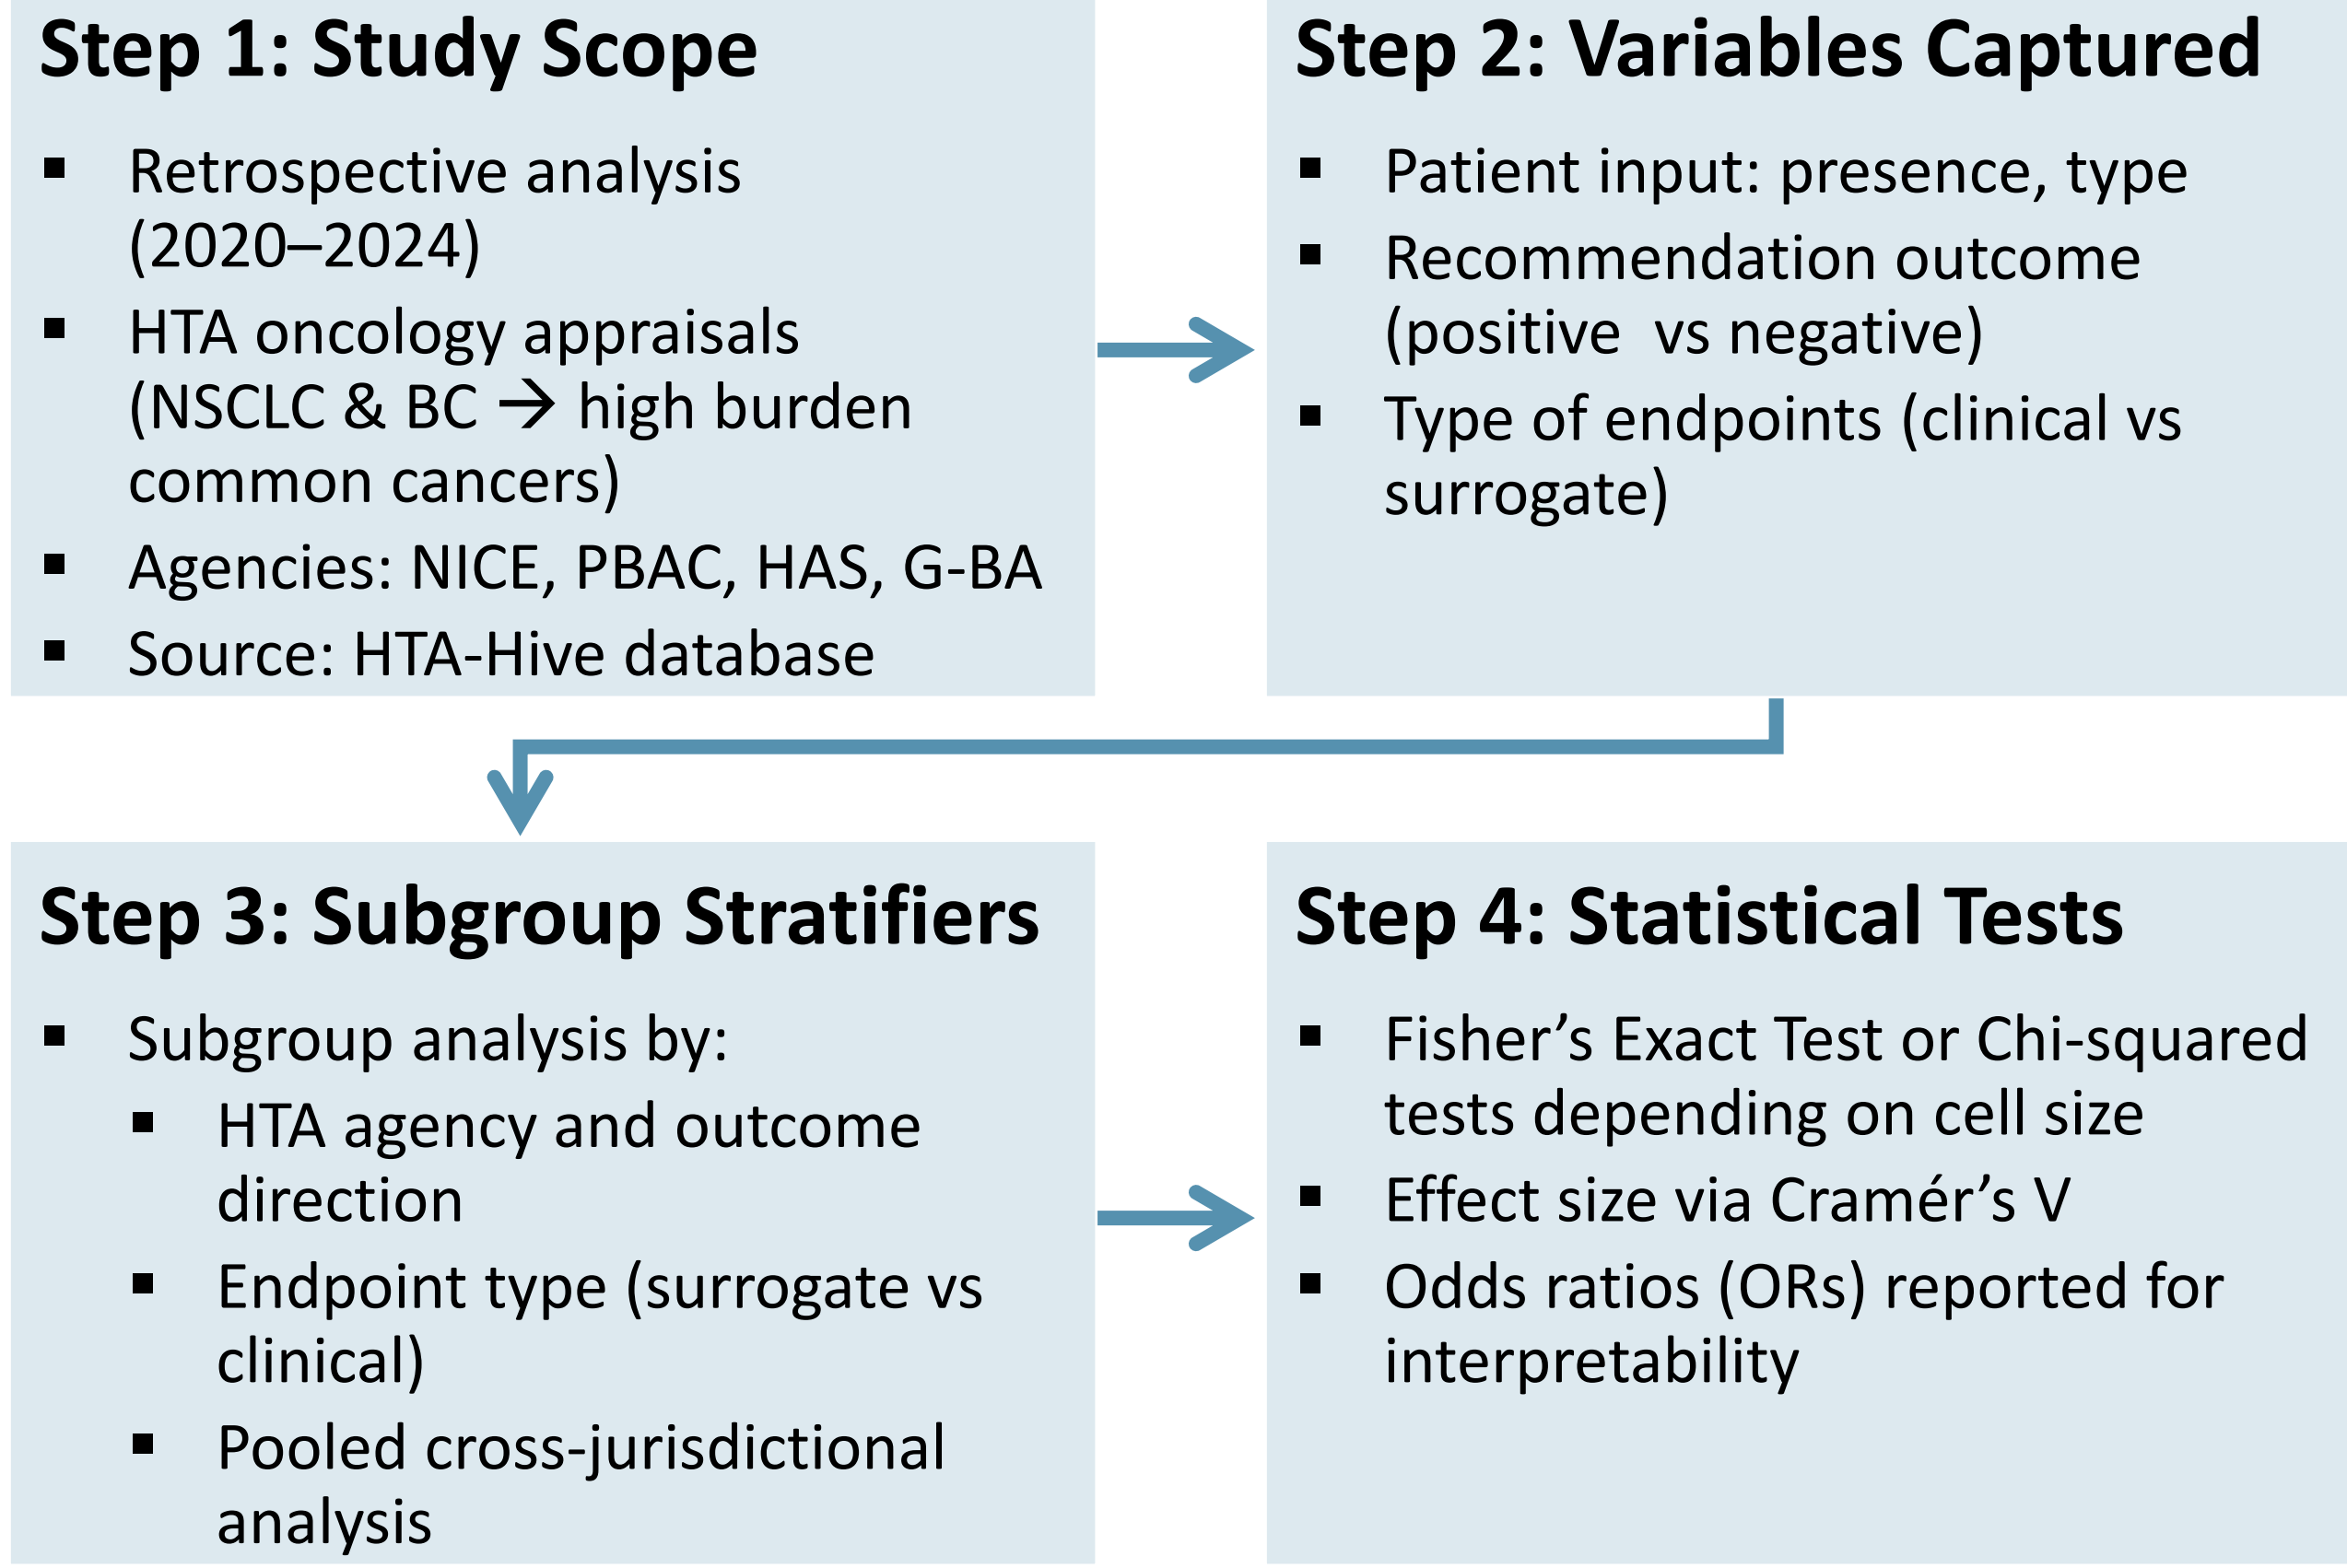 Step 1: Study Scope
▪ Retrospective analysis
(2020–2024)
▪ HTA oncology appraisals
(NSCLC & BC → high burden
common cancers)
▪ Agencies: NICE, PBAC, HAS, G-BA
▪ Source: HTA-Hive database
Step 2: Variables Captured
▪ Patient input: presence, type
▪ Recommendation outcome
(positive  vs negative)
▪ Type of endpoints (clinical vs
surrogate)
Step 3: Subgroup Stratifiers
▪ Subgroup analysis by:
▪ HTA agency and outcome
direction
▪ Endpoint type (surrogate vs
clinical)
▪ Pooled cross-jurisdictional
analysis
Step 4: Statistical Tests
▪ Fisher’s Exact Test or Chi-squared
tests depending on cell size
▪ Effect size via Cramér’s V
▪ Odds ratios (ORs) reported for
interpretability